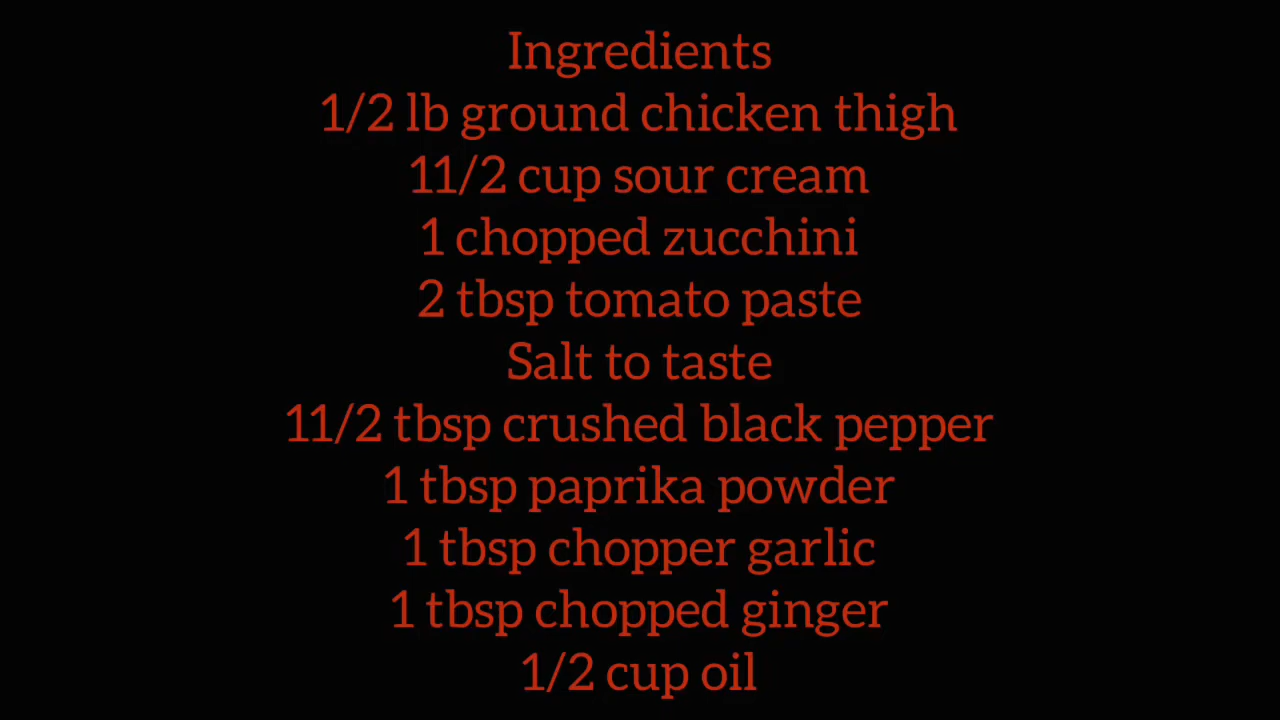 Ingredients
1/2 lb ground chicken thigh
11/2 cup sour cream
1 chopped zucchini
2 tbsp tomato paste
Salt to taste
11/2 tbsp crushed black pepper
1 tbsp paprika powder
1 tbsp chopper garlic
1 tbsp chopped ginger
1/2 cup oil